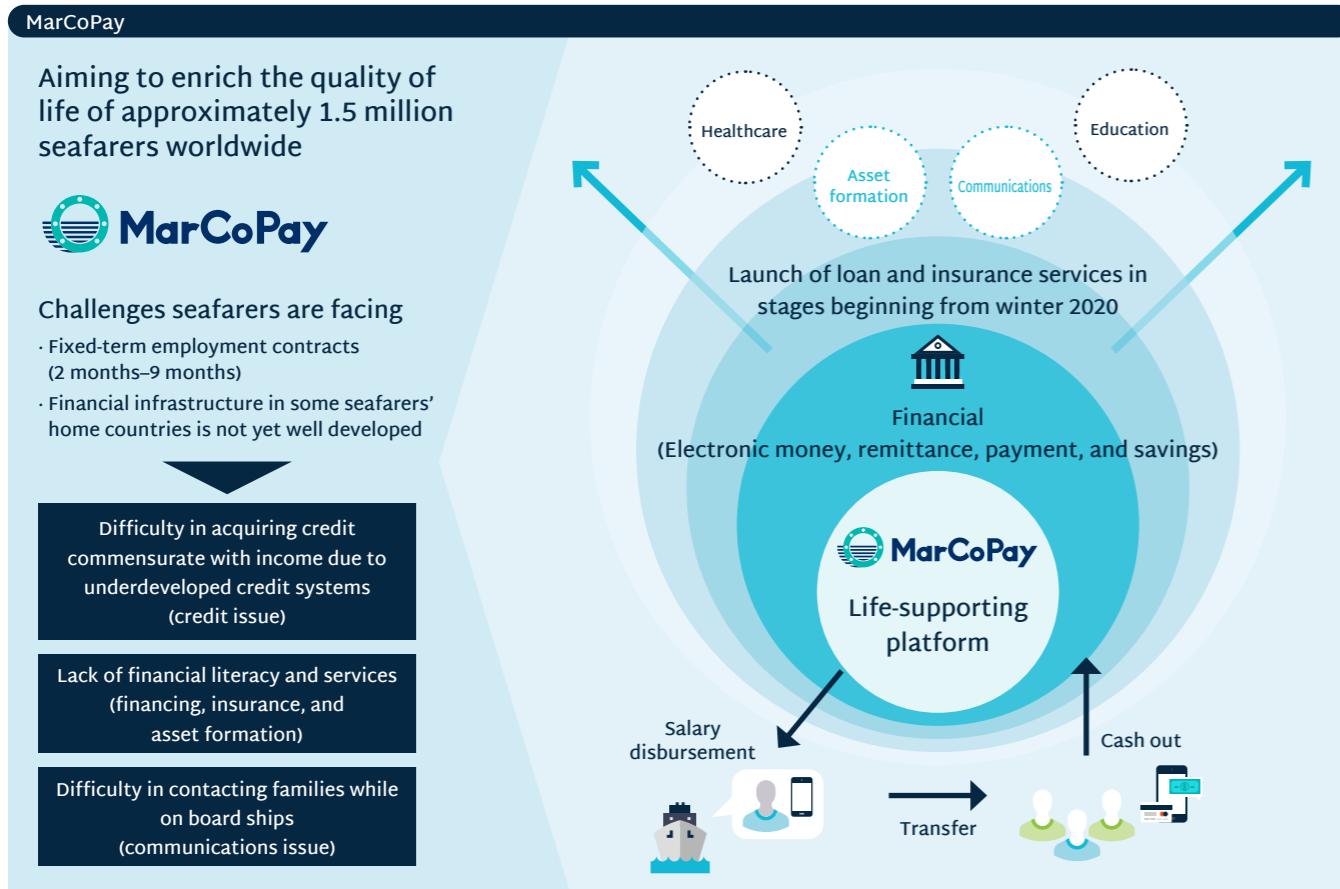 MarCoPay
Aiming to enrich the quality of
life of approximately 1.5 million
seafarers worldwide
MarCoPay
Challenges seafarers are facing
· Fixed-term employment contracts
(2 months–9 months)
· Financial infrastructure in some seafarers’
home countries is not yet well developed
Difficulty in acquiring credit
commensurate with income due to
underdeveloped credit systems
(credit issue)
Lack of financial literacy and services
(financing, insurance, and
asset formation)
Difficulty in contacting families while
on board ships
(communications issue)
Healthcare
Asset
formation
Communications
Education
Launch of loan and insurance services in
stages beginning from winter 2020
Financial
(Electronic money, remittance, payment, and savings)
MarCoPay
Life-supporting
platform
Salary
disbursement
Transfer
Cash out